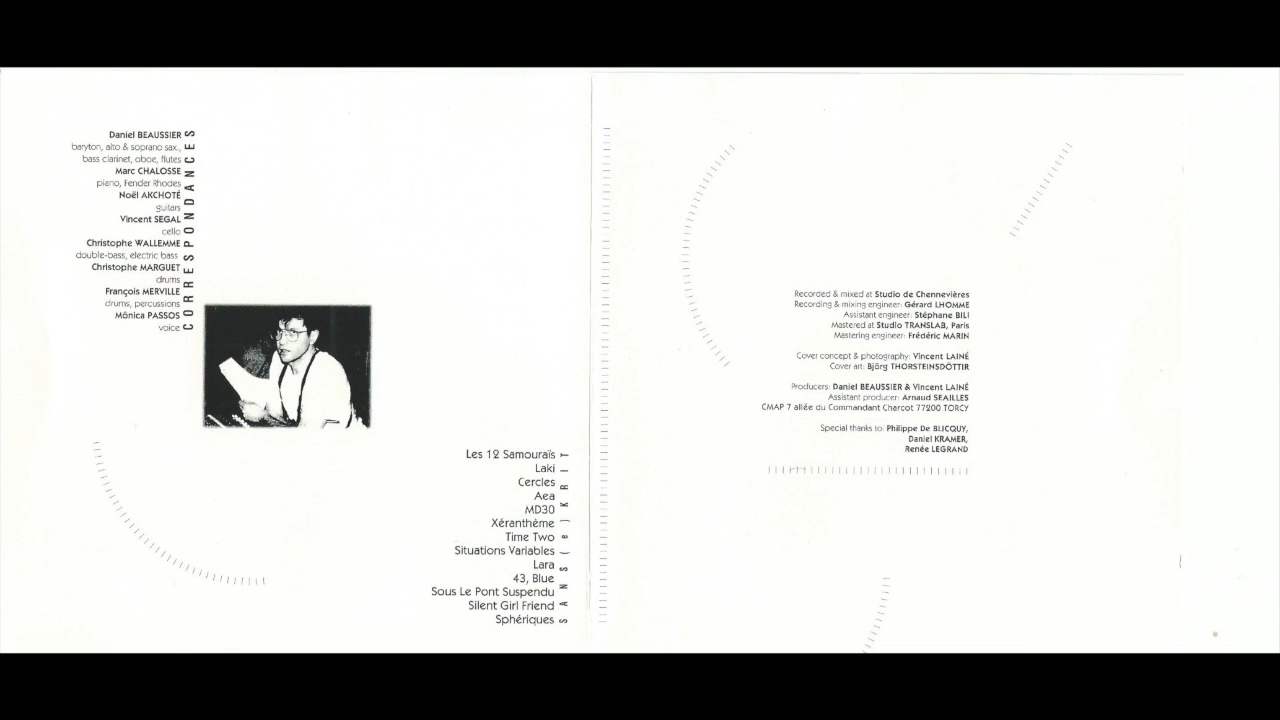 Daniel BEAUSSIER
baryton, alto & soprano sax.,
bass clarinet, oboe, flutes
Marc CHALOSSE
piano, Fender Rhodes
Noël AKCHOTÉ
guitars
Vincent SEGAL
cello
Christophe WALLEMME
double-bass, electric bass
Christophe MARGUET
drums
François MERVILLE
drums, percussions
Mônica PASSOS
voice
CORRESPONDANCES
Les 12 Samouraïs
Laki
Cercles
Aea
MD30
Xéranthème
Time Two
Situations Variables
Lara
43, Blue
Sous Le Pont Suspendu
Silent Girl Friend
Sphériques
SANS(e)KRIT
Recorded & mixed at Studio de Chennevières
Recording & mixing engineer: Gérard LHOMME
Assistant engineer: Stéphane BILI
Mastered at Studio TRANSLAB, Paris
Mastering engineer: Frédéric MARIN
Cover concept & photography: Vincent LAINÉ
Cover art: Björg THORSTEINSDÖTTIR
Producers: Daniel BEAUSSIER & Vincent LAINÉ
Assistant producer: Arnaud SEAILLES
CMAP 7 allée du Commandant Charcot 77200 TORCY
Special thanks to: Philippe De BLICQUY,
Daniel KRAMER,
Renée LEGRAND